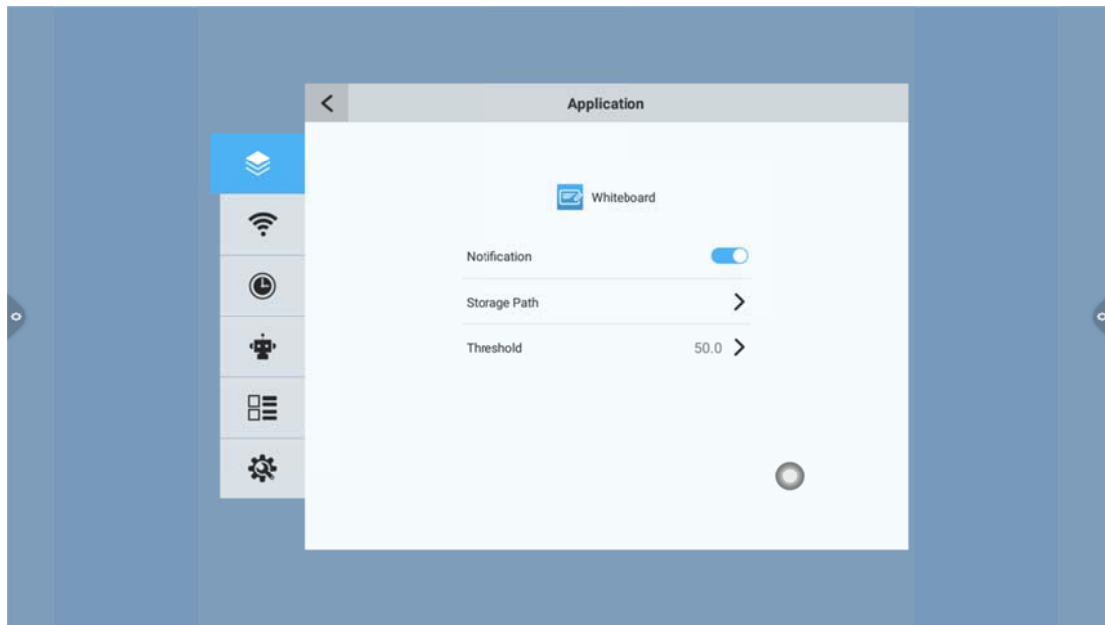 Application
Whiteboard
Notification
Storage Path
Threshold 50.0